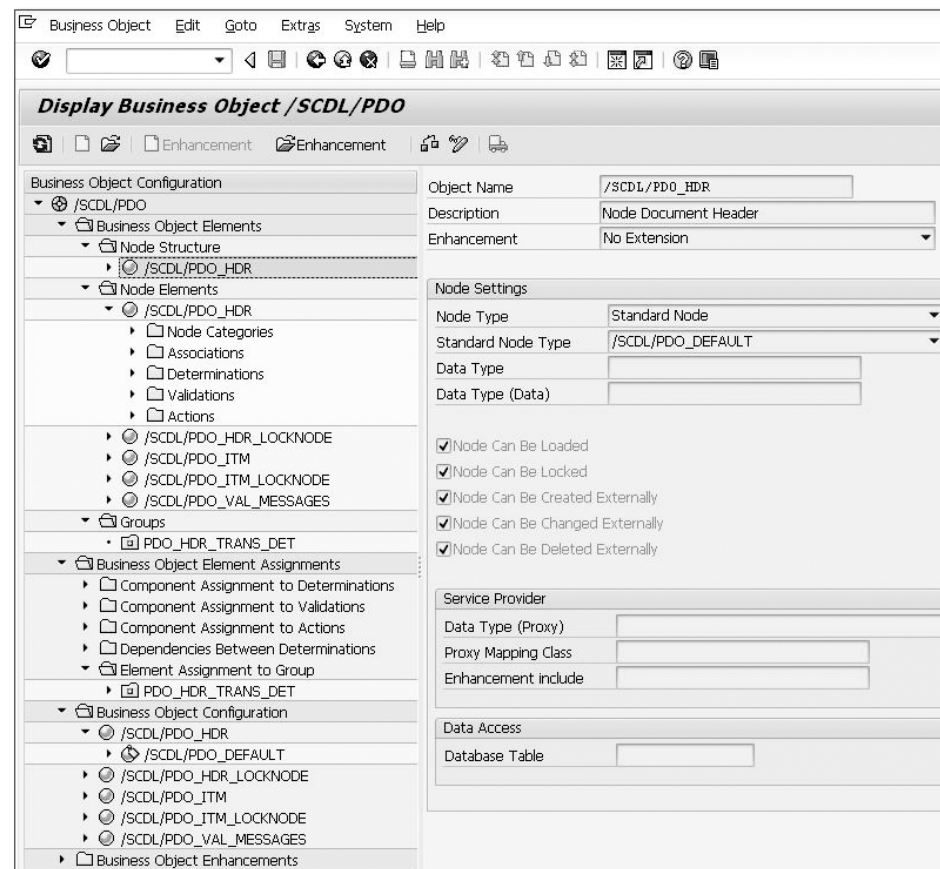 Business Object Edit Goto Extras System Help
Display Business Object /SCDL/PDO
Enhancement Enhancement
Business Object Configuration
/SCDL/PDO
Business Object Elements
Node Structure
/SCDL/PDO_HDR
Node Elements
/SCDL/PDO_HDR
Node Categories
Associations
Determinations
Validations
Actions
/SCDL/PDO_HDR_LOCKNODE
/SCDL/PDO_ITM
/SCDL/PDO_ITM_LOCKNODE
/SCDL/PDO_VAL_MESSAGES
Groups
PDO_HDR_TRANS_DET
Business Object Element Assignments
Component Assignment to Determinations
Component Assignment to Validations
Component Assignment to Actions
Dependencies Between Determinations
Element Assignment to Group
PDO_HDR_TRANS_DET
Business Object Configuration
/SCDL/PDO_HDR
/SCDL/PDO_DEFAULT
/SCDL/PDO_HDR_LOCKNODE
/SCDL/PDO_ITM
/SCDL/PDO_ITM_LOCKNODE
/SCDL/PDO_VAL_MESSAGES
Business Object Enhancements
Object Name /SCDL/PDO_HDR
Description Node Document Header
Enhancement No Extension
Node Settings
Node Type Standard Node
Standard Node Type /SCDL/PDO_DEFAULT
Data Type
Data Type (Data)
Node Can Be Loaded
Node Can Be Locked
Node Can Be Created Externally
Node Can Be Changed Externally
Node Can Be Deleted Externally
Service Provider
Data Type (Proxy)
Proxy Mapping Class
Enhancement include
Data Access
Database Table